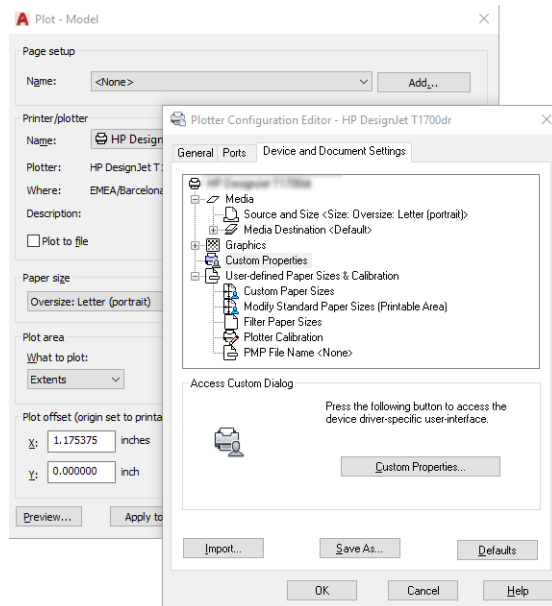 Plot - Model
Page setup
Name:
<None>
Add...
Printer/plotter
Name:
HP Design
Plotter:
HP DesignJet T
Where:
EMEA/Barcelona
Description:
Plot to file
Paper size
Oversize: Letter (portrait)
Plot area
What to plot:
Extents
Plot offset (origin set to printa
X:
1.175375
inches
Y:
0.000000
inch
Preview...
Apply to
Plotter Configuration Editor - HP DesignJet T1700dr
General
Ports
Device and Document Settings
Media
Source and Size <Size: Oversize: Letter (portrait)>
Media Destination <Default>
Graphics
Custom Properties
User-defined Paper Sizes & Calibration
Custom Paper Sizes
Modify Standard Paper Sizes (Printable Area)
Filter Paper Sizes
Plotter Calibration
PMP File Name <None>
Access Custom Dialog
Press the following button to access the
device driver-specific user-interface.
Custom Properties...
Import...
Save As...
Defaults
OK
Cancel
Help